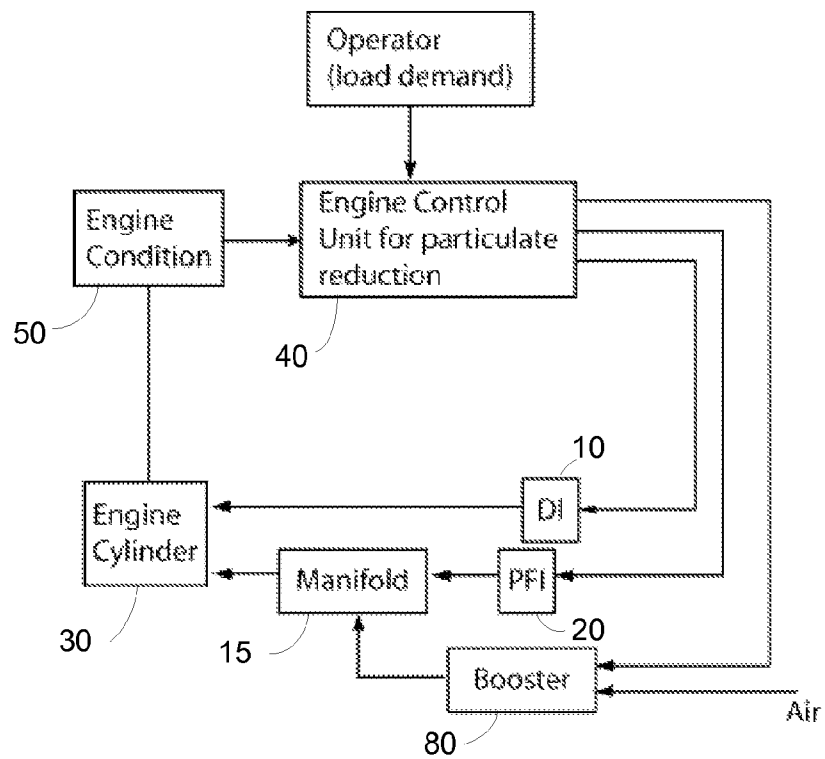 Operator
(load demand)
Engine Control
Unit for particulate
reduction
Engine
Condition
50
40
10
DI
Engine
Cylinder
Manifold
PFI
30
15
20
Booster
Air
80